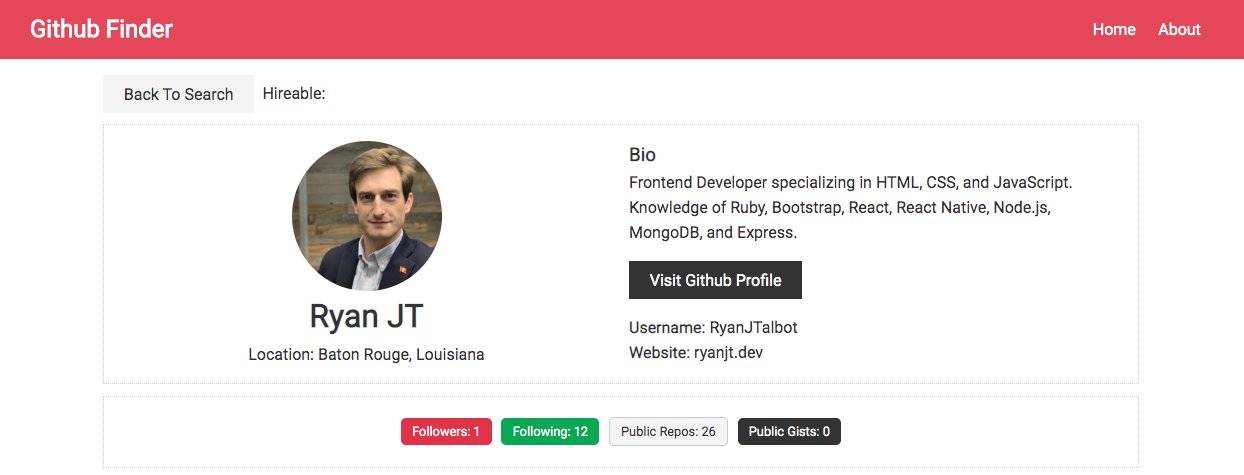 Github Finder
Home About
Back To Search Hireable:
Ryan JT
Location: Baton Rouge, Louisiana
Bio
Frontend Developer specializing in HTML, CSS, and JavaScript.
Knowledge of Ruby, Bootstrap, React, React Native, Node.js,
MongoDB, and Express.
Visit Github Profile
Username: RyanJTalbot
Website: ryanjt.dev
Followers: 1 Following: 12 Public Repos: 26 Public Gists: 0